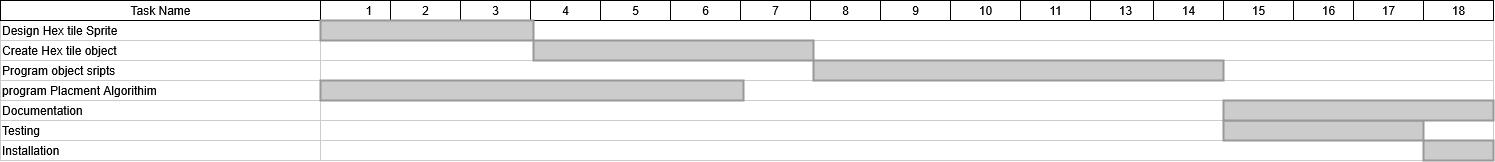 Task Name 1 2 3 4 5 6 7 8 9 10 11 13 14 15 16 17 18
Design Hex tile Sprite
Create Hex tile object
Program object sripts
program Placment Algorithim
Documentation
Testing
Installation